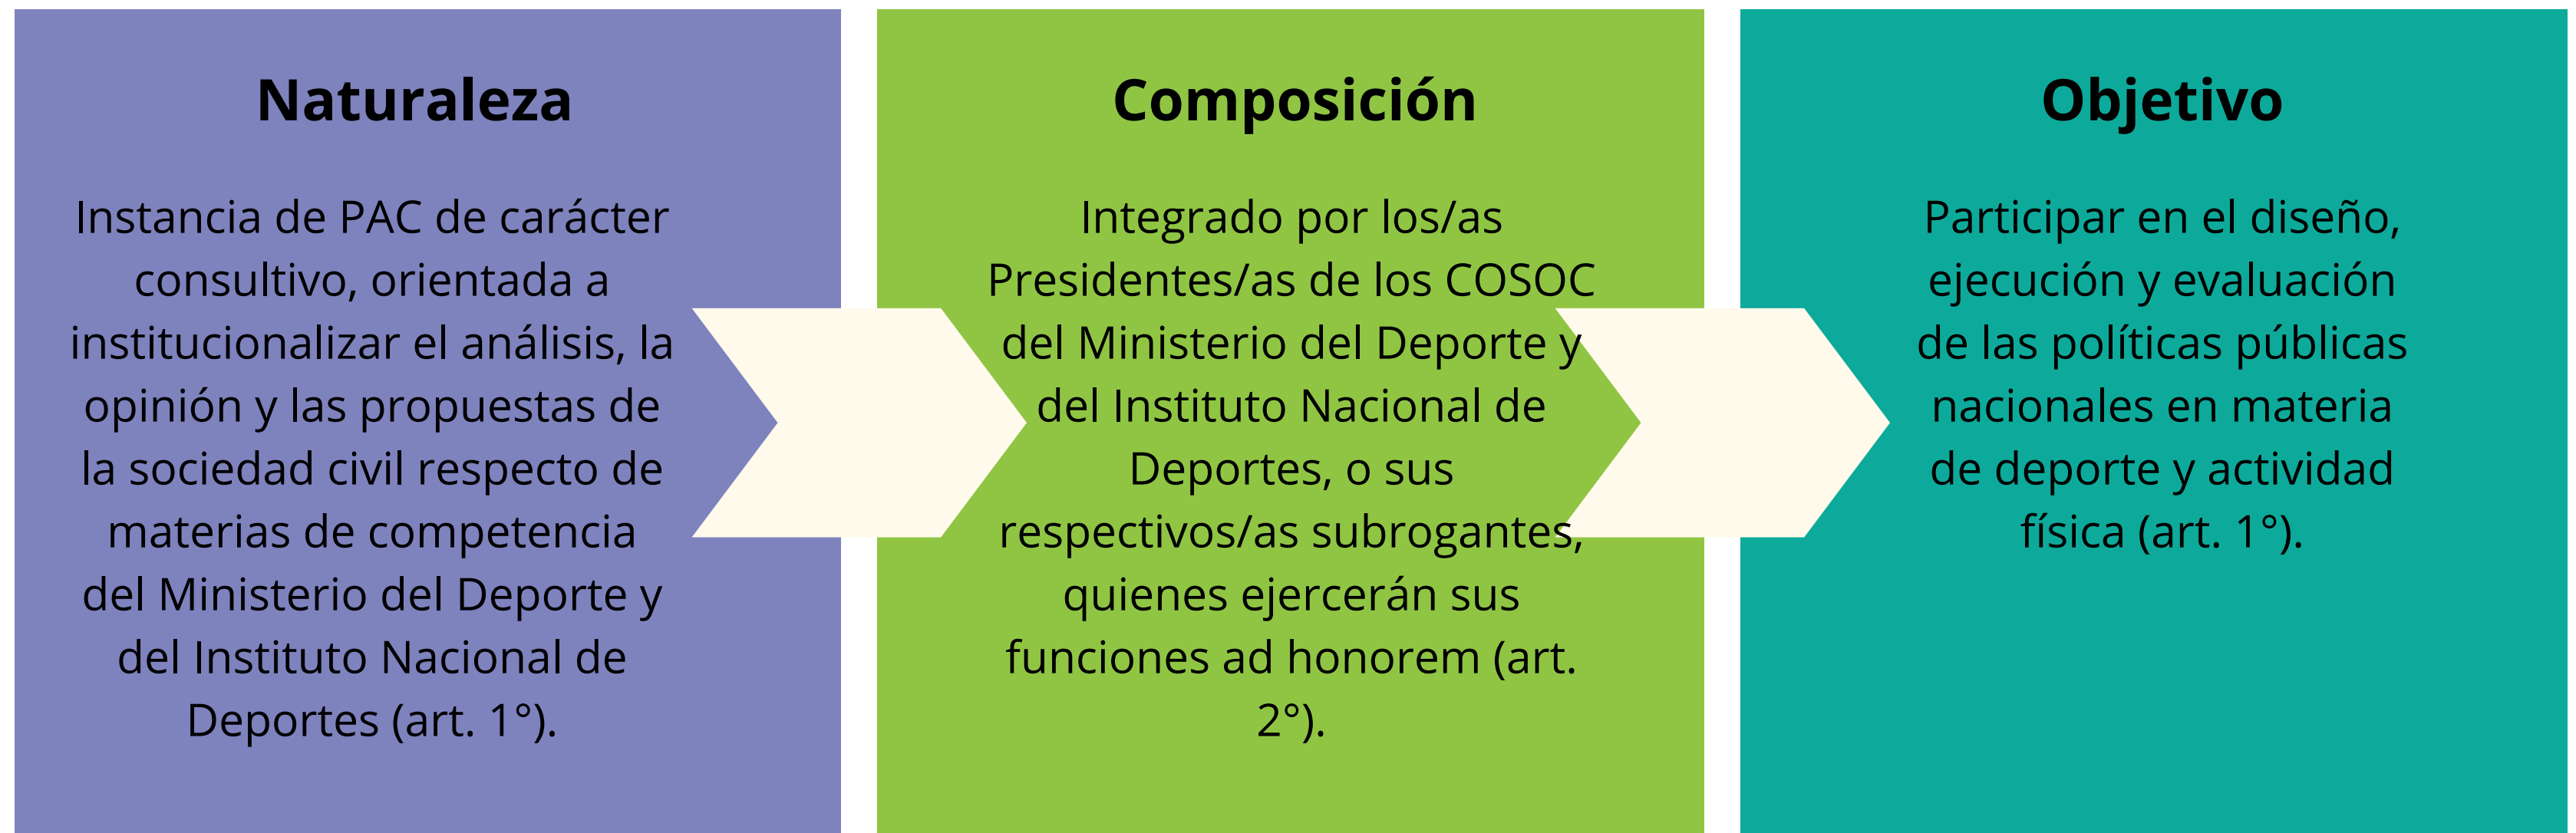 Naturaleza
Instancia de PAC de carácter
consultivo, orientada a
institucionalizar el análisis, la
opinión y las propuestas de
la sociedad civil respecto de
materias de competencia
del Ministerio del Deporte y
del Instituto Nacional de
Deportes (art. 1°).
Composición
Integrado por los/as
Presidentes/as de los COSOC
del Ministerio del Deporte y
del Instituto Nacional de
Deportes, o sus
respectivos/as subrogantes,
quienes ejercerán sus
funciones ad honorem (art.
2°).
Objetivo
Participar en el diseño,
ejecución y evaluación
de las políticas públicas
nacionales en materia
de deporte y actividad
física (art. 1°).